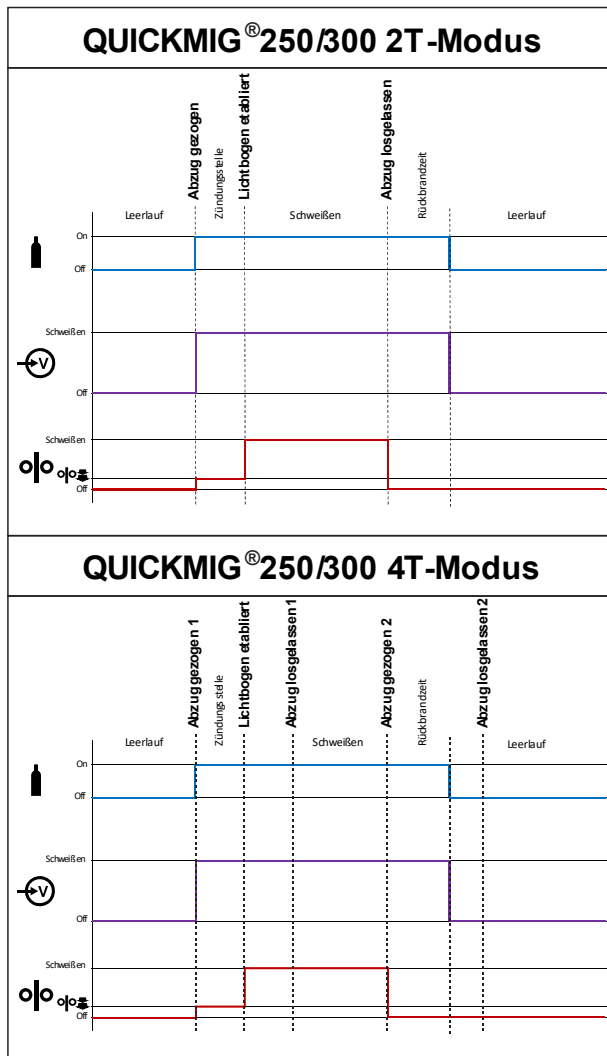 QUICKMIG®250/300 2T-Modus
Abzug gezogen
Zündungsstelle
Lichtbogen etabliert
Abzug losgelassen
Rückbrandzeit
Leerlauf
Schweißen
Leerlauf
On
Off
Schweißen
V
Off
Schweißen
Off
QUICKMIG®250/300 4T-Modus
Abzug gezogen 1
Zündungsstelle
Lichtbogen etabliert
Abzug losgelassen 1
Abzug gezogen 2
Rückbrandzeit
Abzug losgelassen 2
Leerlauf
Schweißen
Leerlauf
On
Off
Schweißen
V
Off
Schweißen
Off